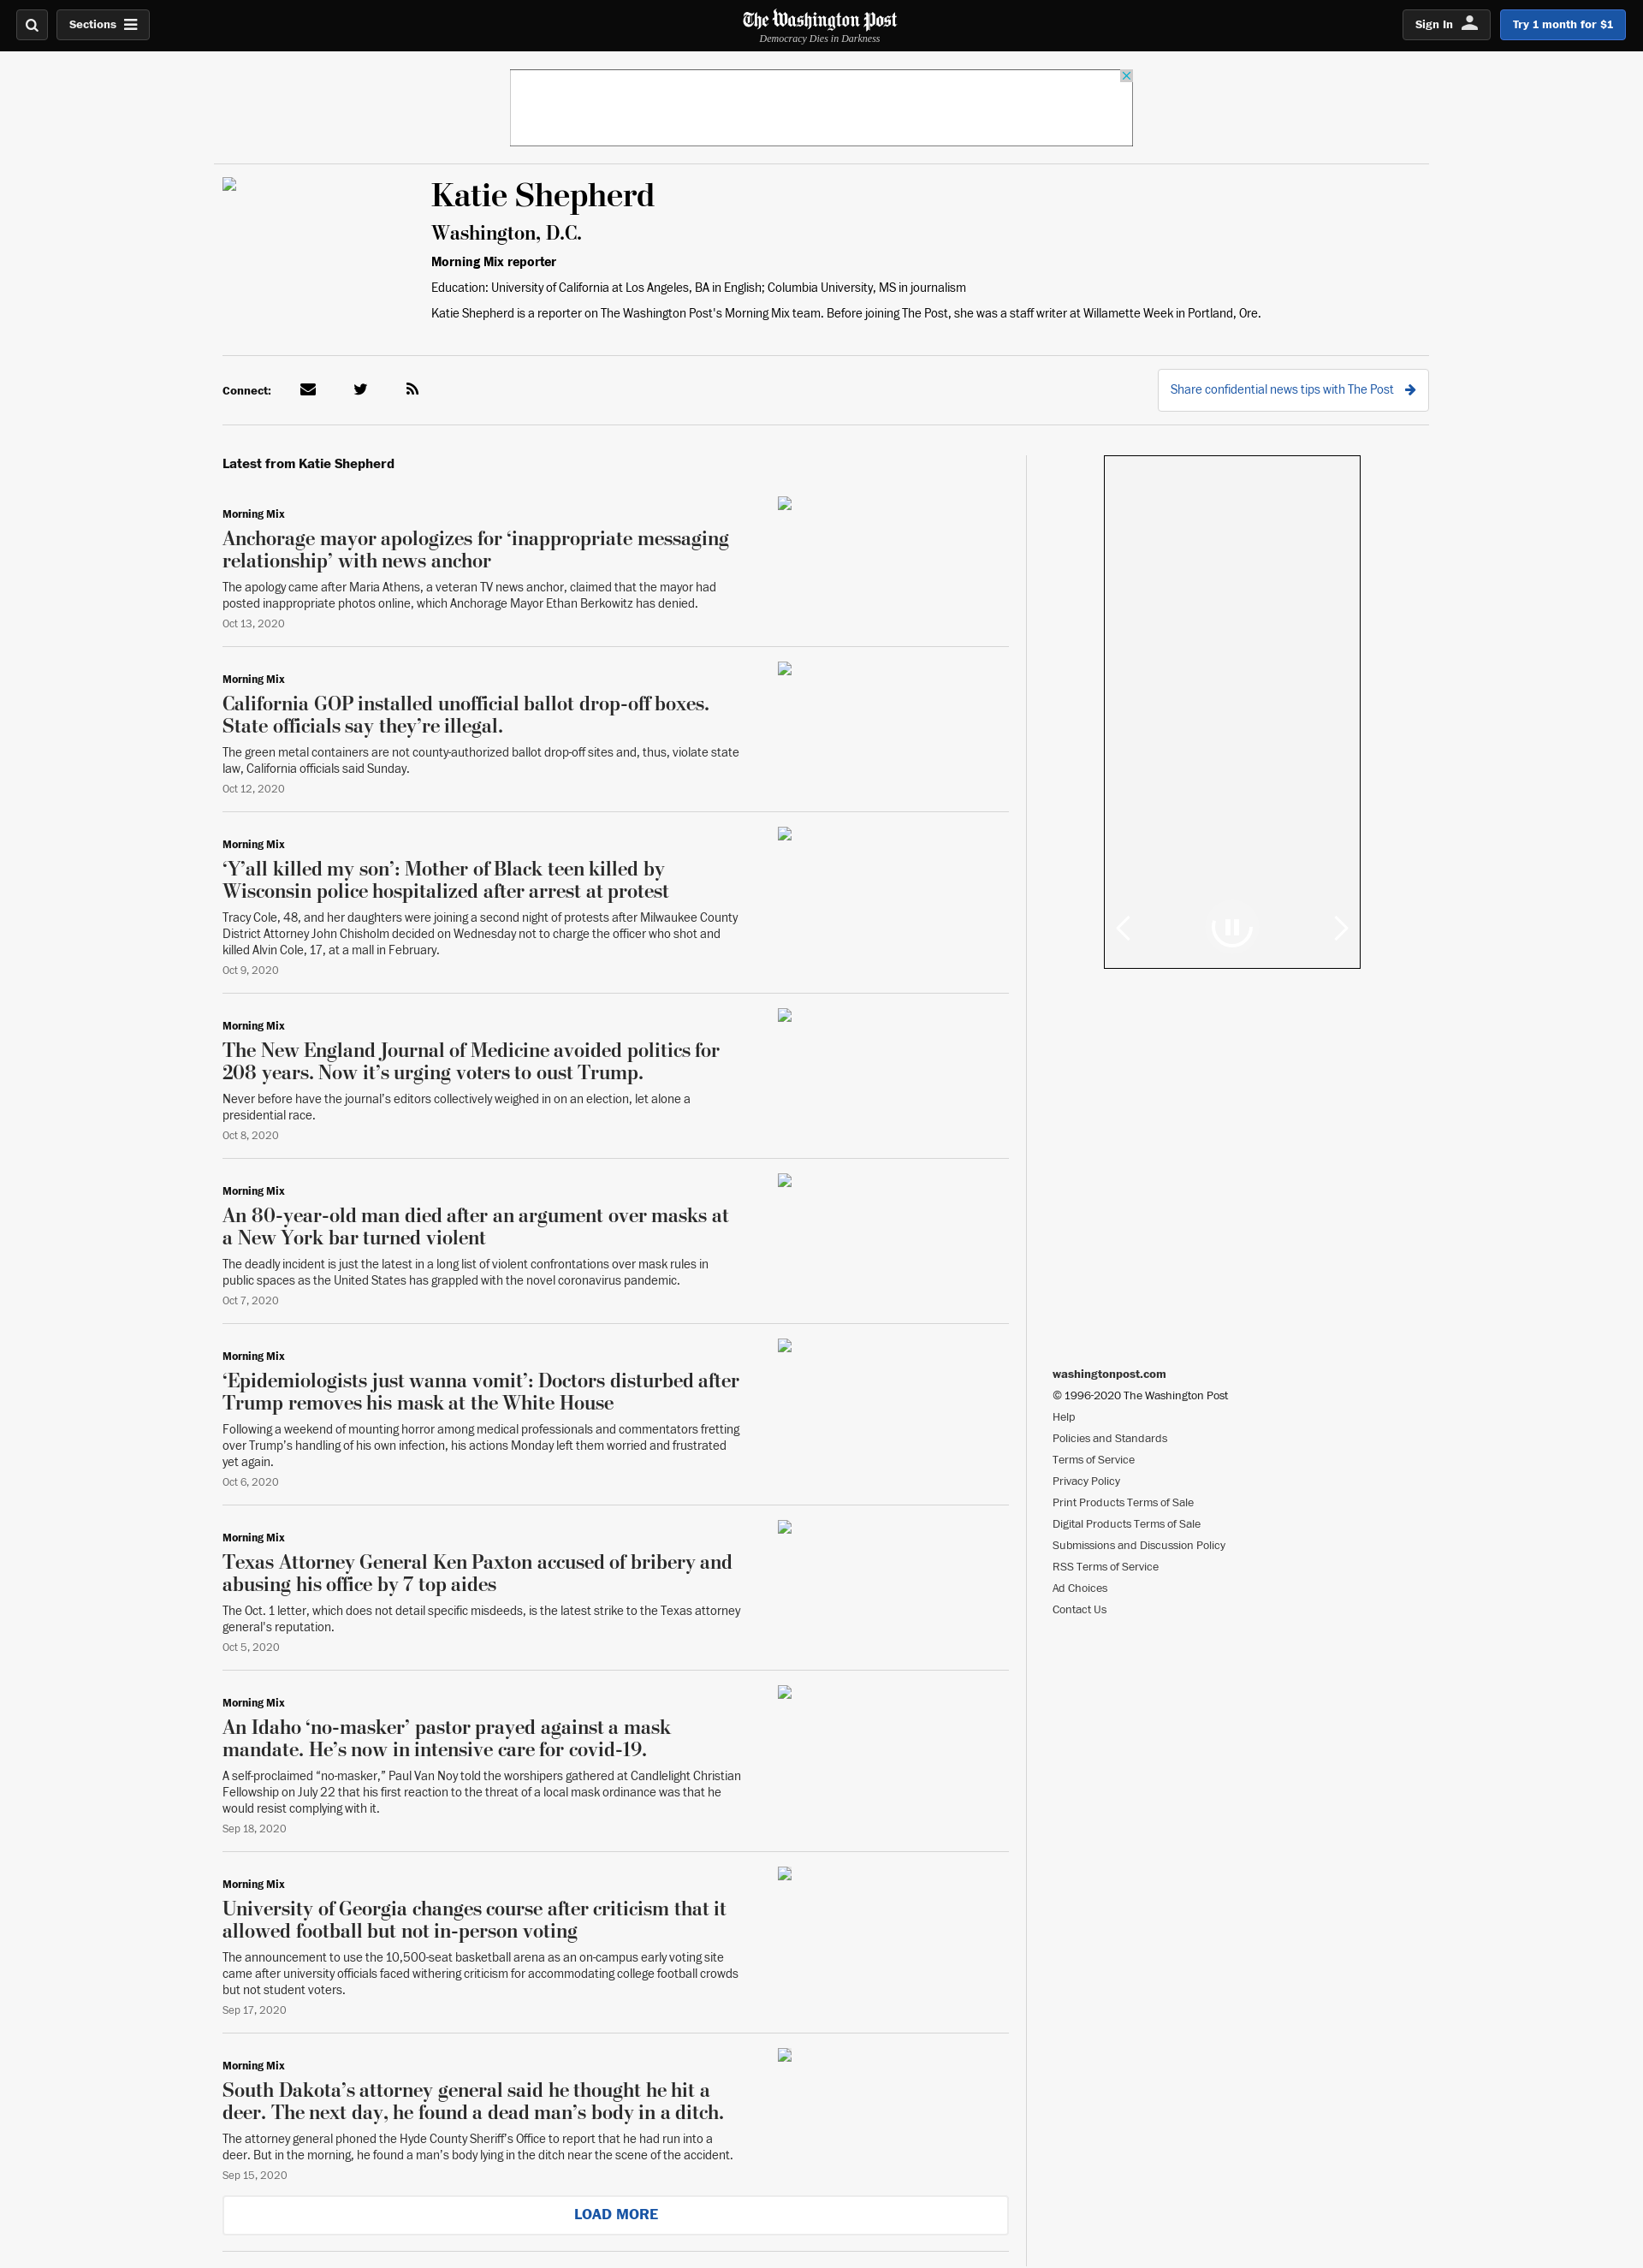 Sections
The Washington Post
Democracy Dies in Darkness
Sign In
Try 1 month for $1
Katie Shepherd
Washington, D.C.
Morning Mix reporter
Education: University of California at Los Angeles, BA in English; Columbia University, MS in journalism
Katie Shepherd is a reporter on The Washington Post's Morning Mix team. Before joining The Post, she was a staff writer at Willamette Week in Portland, Ore.
Connect:
Share confidential news tips with The Post
Latest from Katie Shepherd
Morning Mix
Anchorage mayor apologizes for ‘inappropriate messaging
relationship’ with news anchor
The apology came after Maria Athens, a veteran TV news anchor, claimed that the mayor had
posted inappropriate photos online, which Anchorage Mayor Ethan Berkowitz has denied.
Oct 13, 2020
Morning Mix
California GOP installed unofficial ballot drop-off boxes.
State officials say they’re illegal.
The green metal containers are not county-authorized ballot drop-off sites and, thus, violate state
law, California officials said Sunday.
Oct 12, 2020
Morning Mix
‘Y’all killed my son’: Mother of Black teen killed by
Wisconsin police hospitalized after arrest at protest
Tracy Cole, 48, and her daughters were joining a second night of protests after Milwaukee County
District Attorney John Chisholm decided on Wednesday not to charge the officer who shot and
killed Alvin Cole, 17, at a mall in February.
Oct 9, 2020
Morning Mix
The New England Journal of Medicine avoided politics for
208 years. Now it’s urging voters to oust Trump.
Never before have the journal’s editors collectively weighed in on an election, let alone a
presidential race.
Oct 8, 2020
Morning Mix
An 80-year-old man died after an argument over masks at
a New York bar turned violent
The deadly incident is just the latest in a long list of violent confrontations over mask rules in
public spaces as the United States has grappled with the novel coronavirus pandemic.
Oct 7, 2020
Morning Mix
‘Epidemiologists just wanna vomit’: Doctors disturbed after
Trump removes his mask at the White House
Following a weekend of mounting horror among medical professionals and commentators fretting
over Trump’s handling of his own infection, his actions Monday left them worried and frustrated
yet again.
Oct 6, 2020
Morning Mix
Texas Attorney General Ken Paxton accused of bribery and
abusing his office by 7 top aides
The Oct. 1 letter, which does not detail specific misdeeds, is the latest strike to the Texas attorney
general's reputation.
Oct 5, 2020
Morning Mix
An Idaho ‘no-masker’ pastor prayed against a mask
mandate. He’s now in intensive care for covid-19.
A self-proclaimed “no-masker,” Paul Van Noy told the worshipers gathered at Candlelight Christian
Fellowship on July 22 that his first reaction to the threat of a local mask ordinance was that he
would resist complying with it.
Sep 18, 2020
Morning Mix
University of Georgia changes course after criticism that it
allowed football but not in-person voting
The announcement to use the 10,500-seat basketball arena as an on-campus early voting site
came after university officials faced withering criticism for accommodating college football crowds
but not student voters.
Sep 17, 2020
Morning Mix
South Dakota’s attorney general said he thought he hit a
deer. The next day, he found a dead man’s body in a ditch.
The attorney general phoned the Hyde County Sheriff’s Office to report that he had run into a
deer. But in the morning, he found a man’s body lying in the ditch near the scene of the accident.
Sep 15, 2020
LOAD MORE
washingtonpost.com
© 1996-2020 The Washington Post
Help
Policies and Standards
Terms of Service
Privacy Policy
Print Products Terms of Sale
Digital Products Terms of Sale
Submissions and Discussion Policy
RSS Terms of Service
Ad Choices
Contact Us